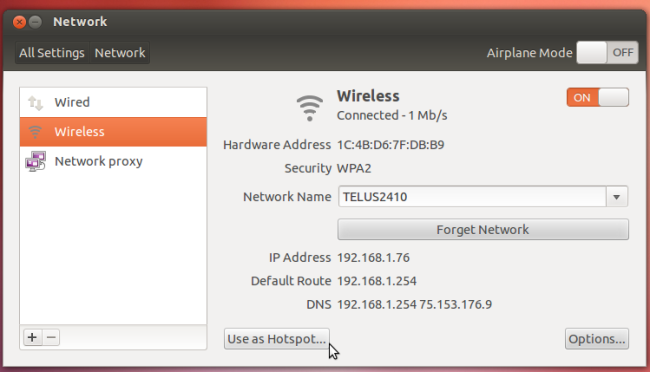 Network
All Settings Network Airplane Mode OFF
Wired
Wireless
Network proxy
Wireless ON
Connected - 1 Mb/s
Hardware Address 1C:4B:D6:7F:DB:B9
Security WPA2
Network Name TELUS2410
Forget Network
IP Address 192.168.1.76
Default Route 192.168.1.254
DNS 192.168.1.254 75.153.176.9
Use as Hotspot... Options...